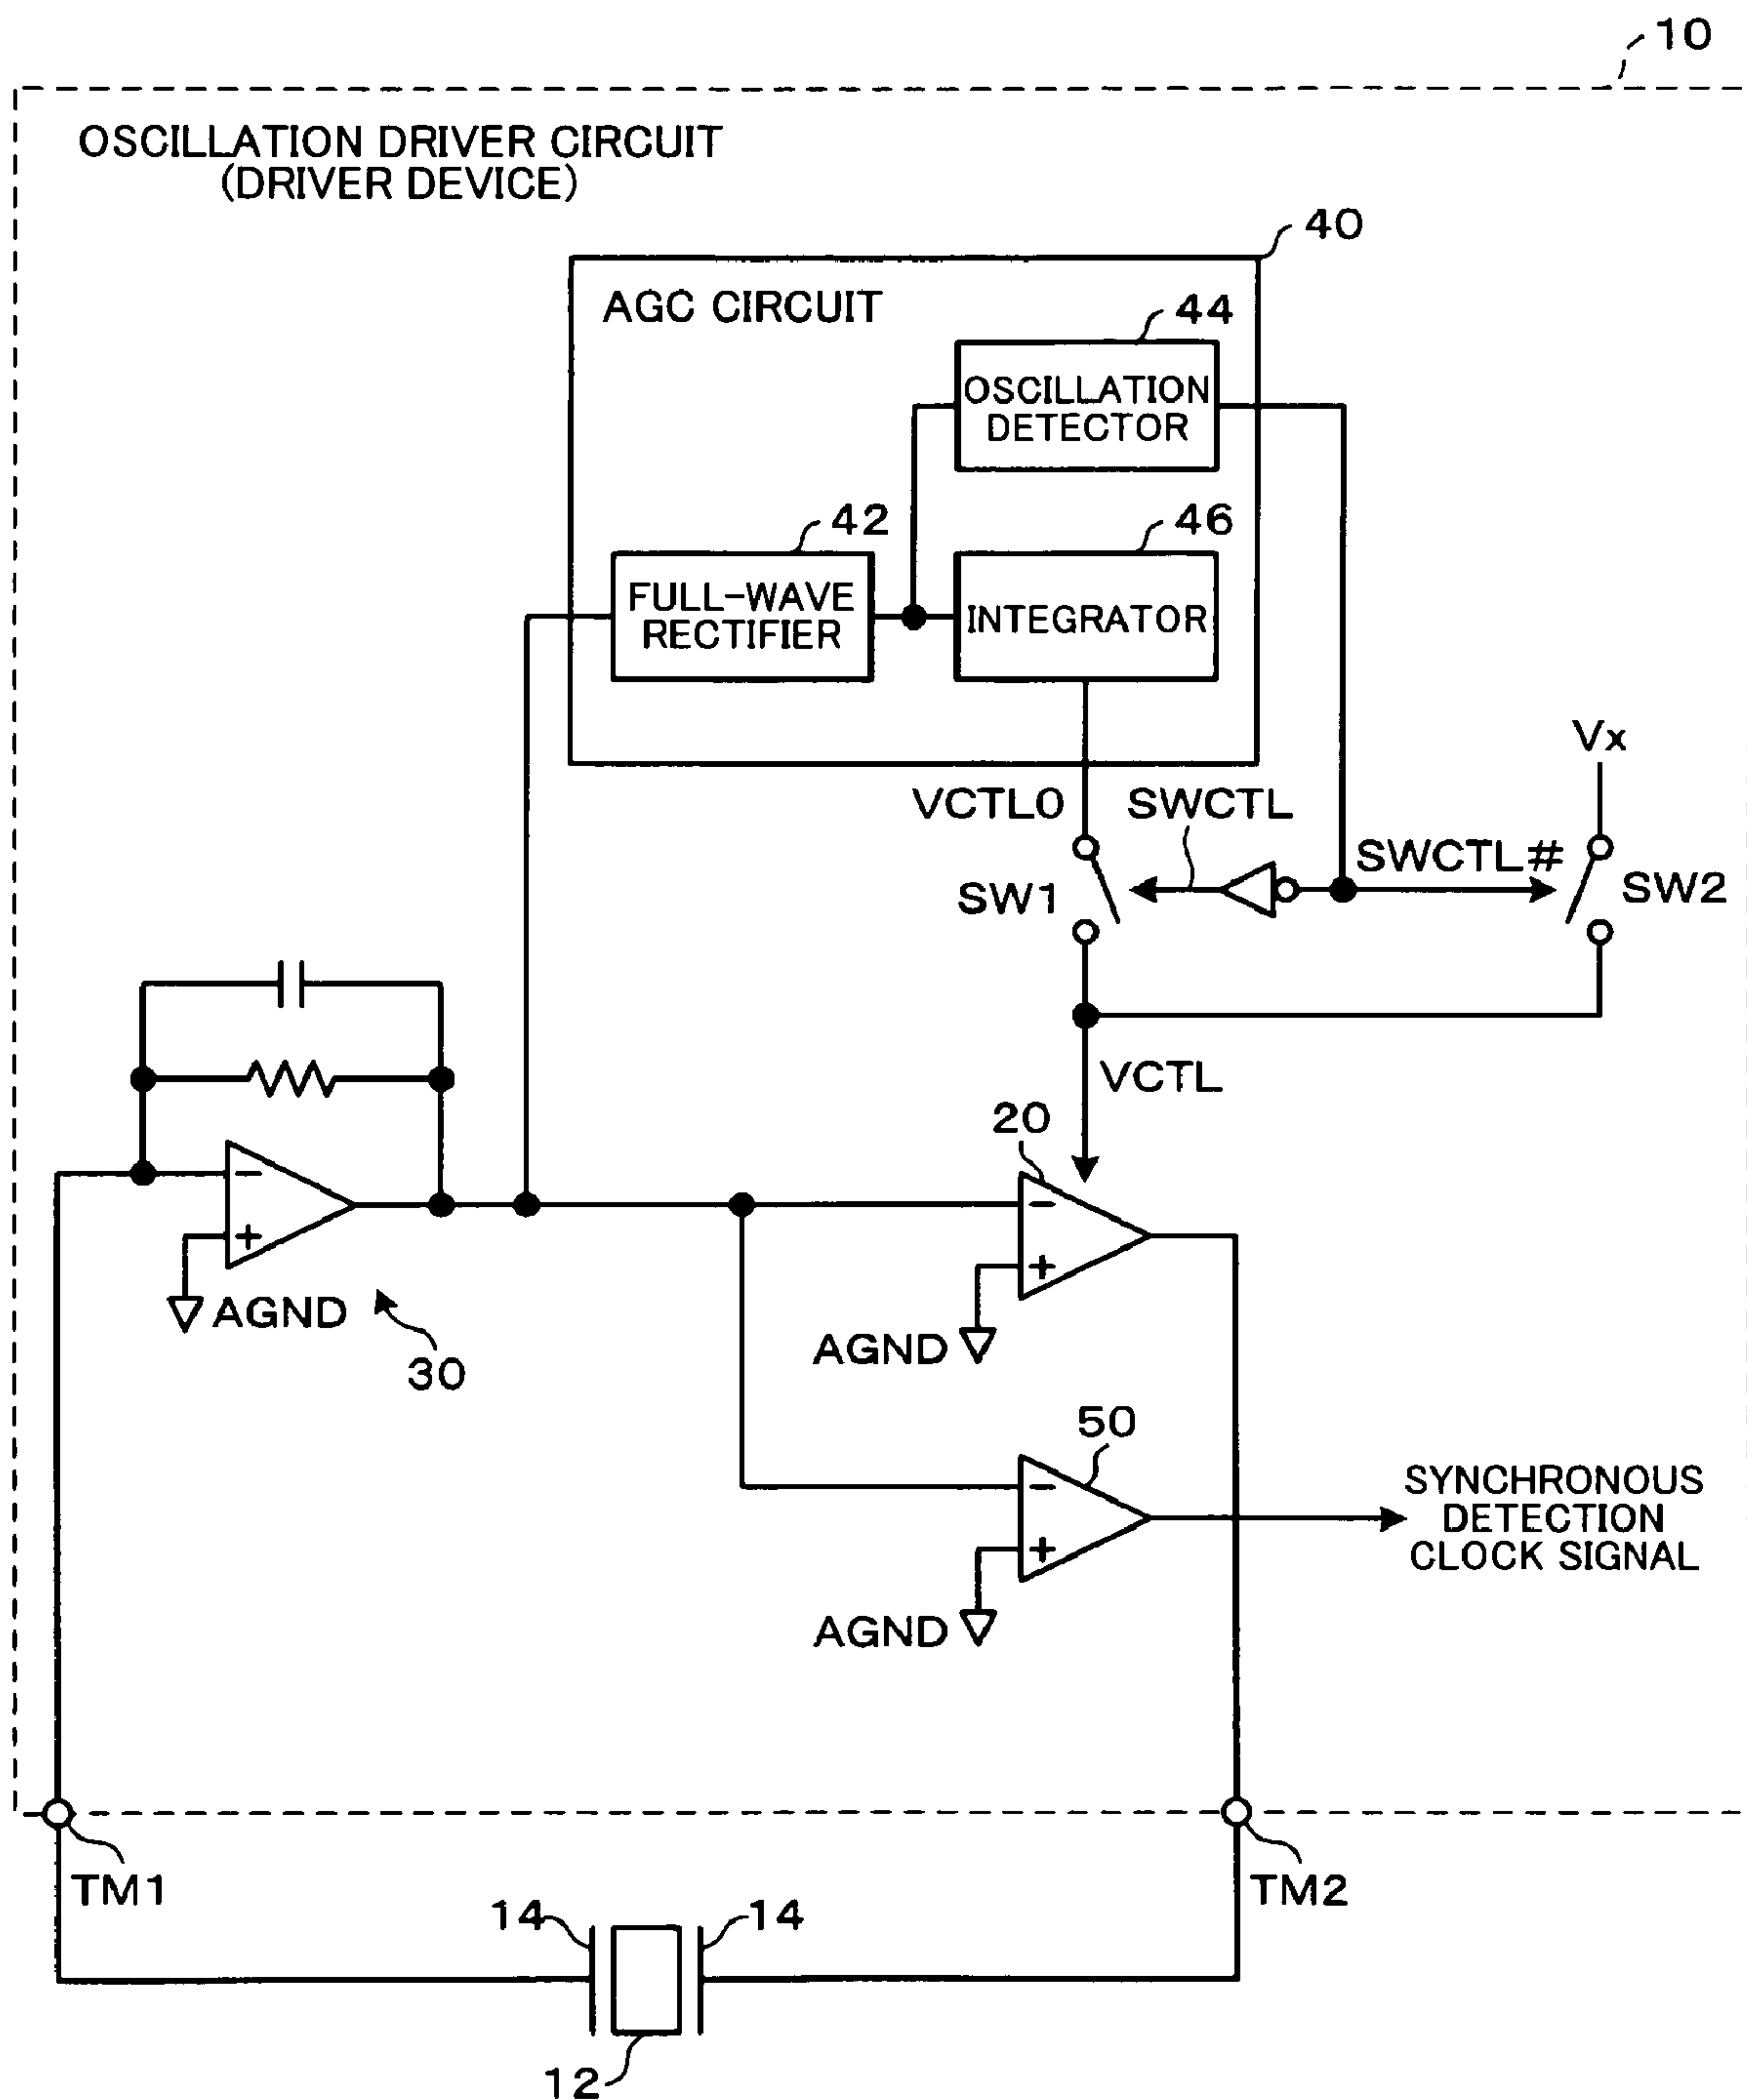 10
OSCILLATION DRIVER CIRCUIT
(DRIVER DEVICE)
40
AGC CIRCUIT
44
OSCILLATION
DETECTOR
42
46
FULL-WAVE
RECTIFIER
INTEGRATOR
Vx
VCTL0
SWCTL
SWCTL#
SW1
SW2
VCTL
20
−
+
AGND
30
−
+
AGND
50
−
+
AGND
SYNCHRONOUS
DETECTION
CLOCK SIGNAL
TM1
TM2
14
14
12